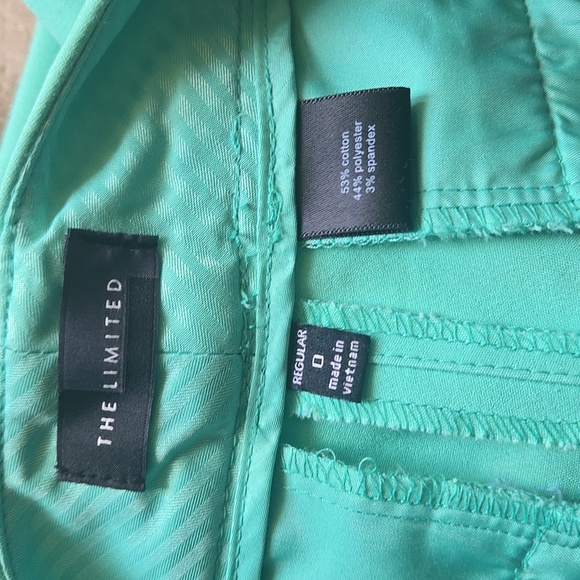 THE LIMITED
53% cotton
44% polyester
3% spandex
REGULAR
0
made in
vietnam